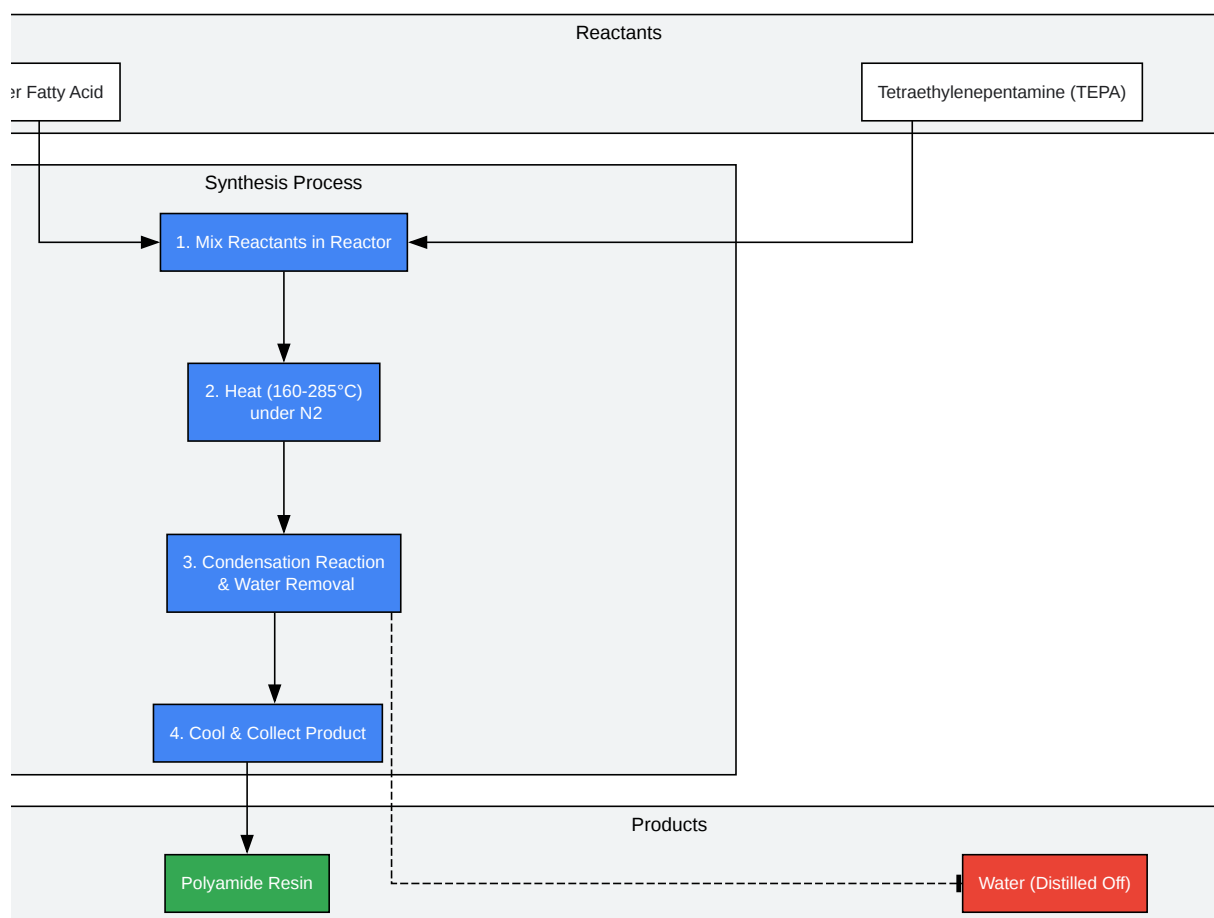 Reactants
er Fatty Acid
Tetraethylenepentamine (TEPA)
Synthesis Process
1. Mix Reactants in Reactor
2. Heat (160-285°C)
under N2
3. Condensation Reaction
& Water Removal
4. Cool & Collect Product
Products
Polyamide Resin
Water (Distilled Off)